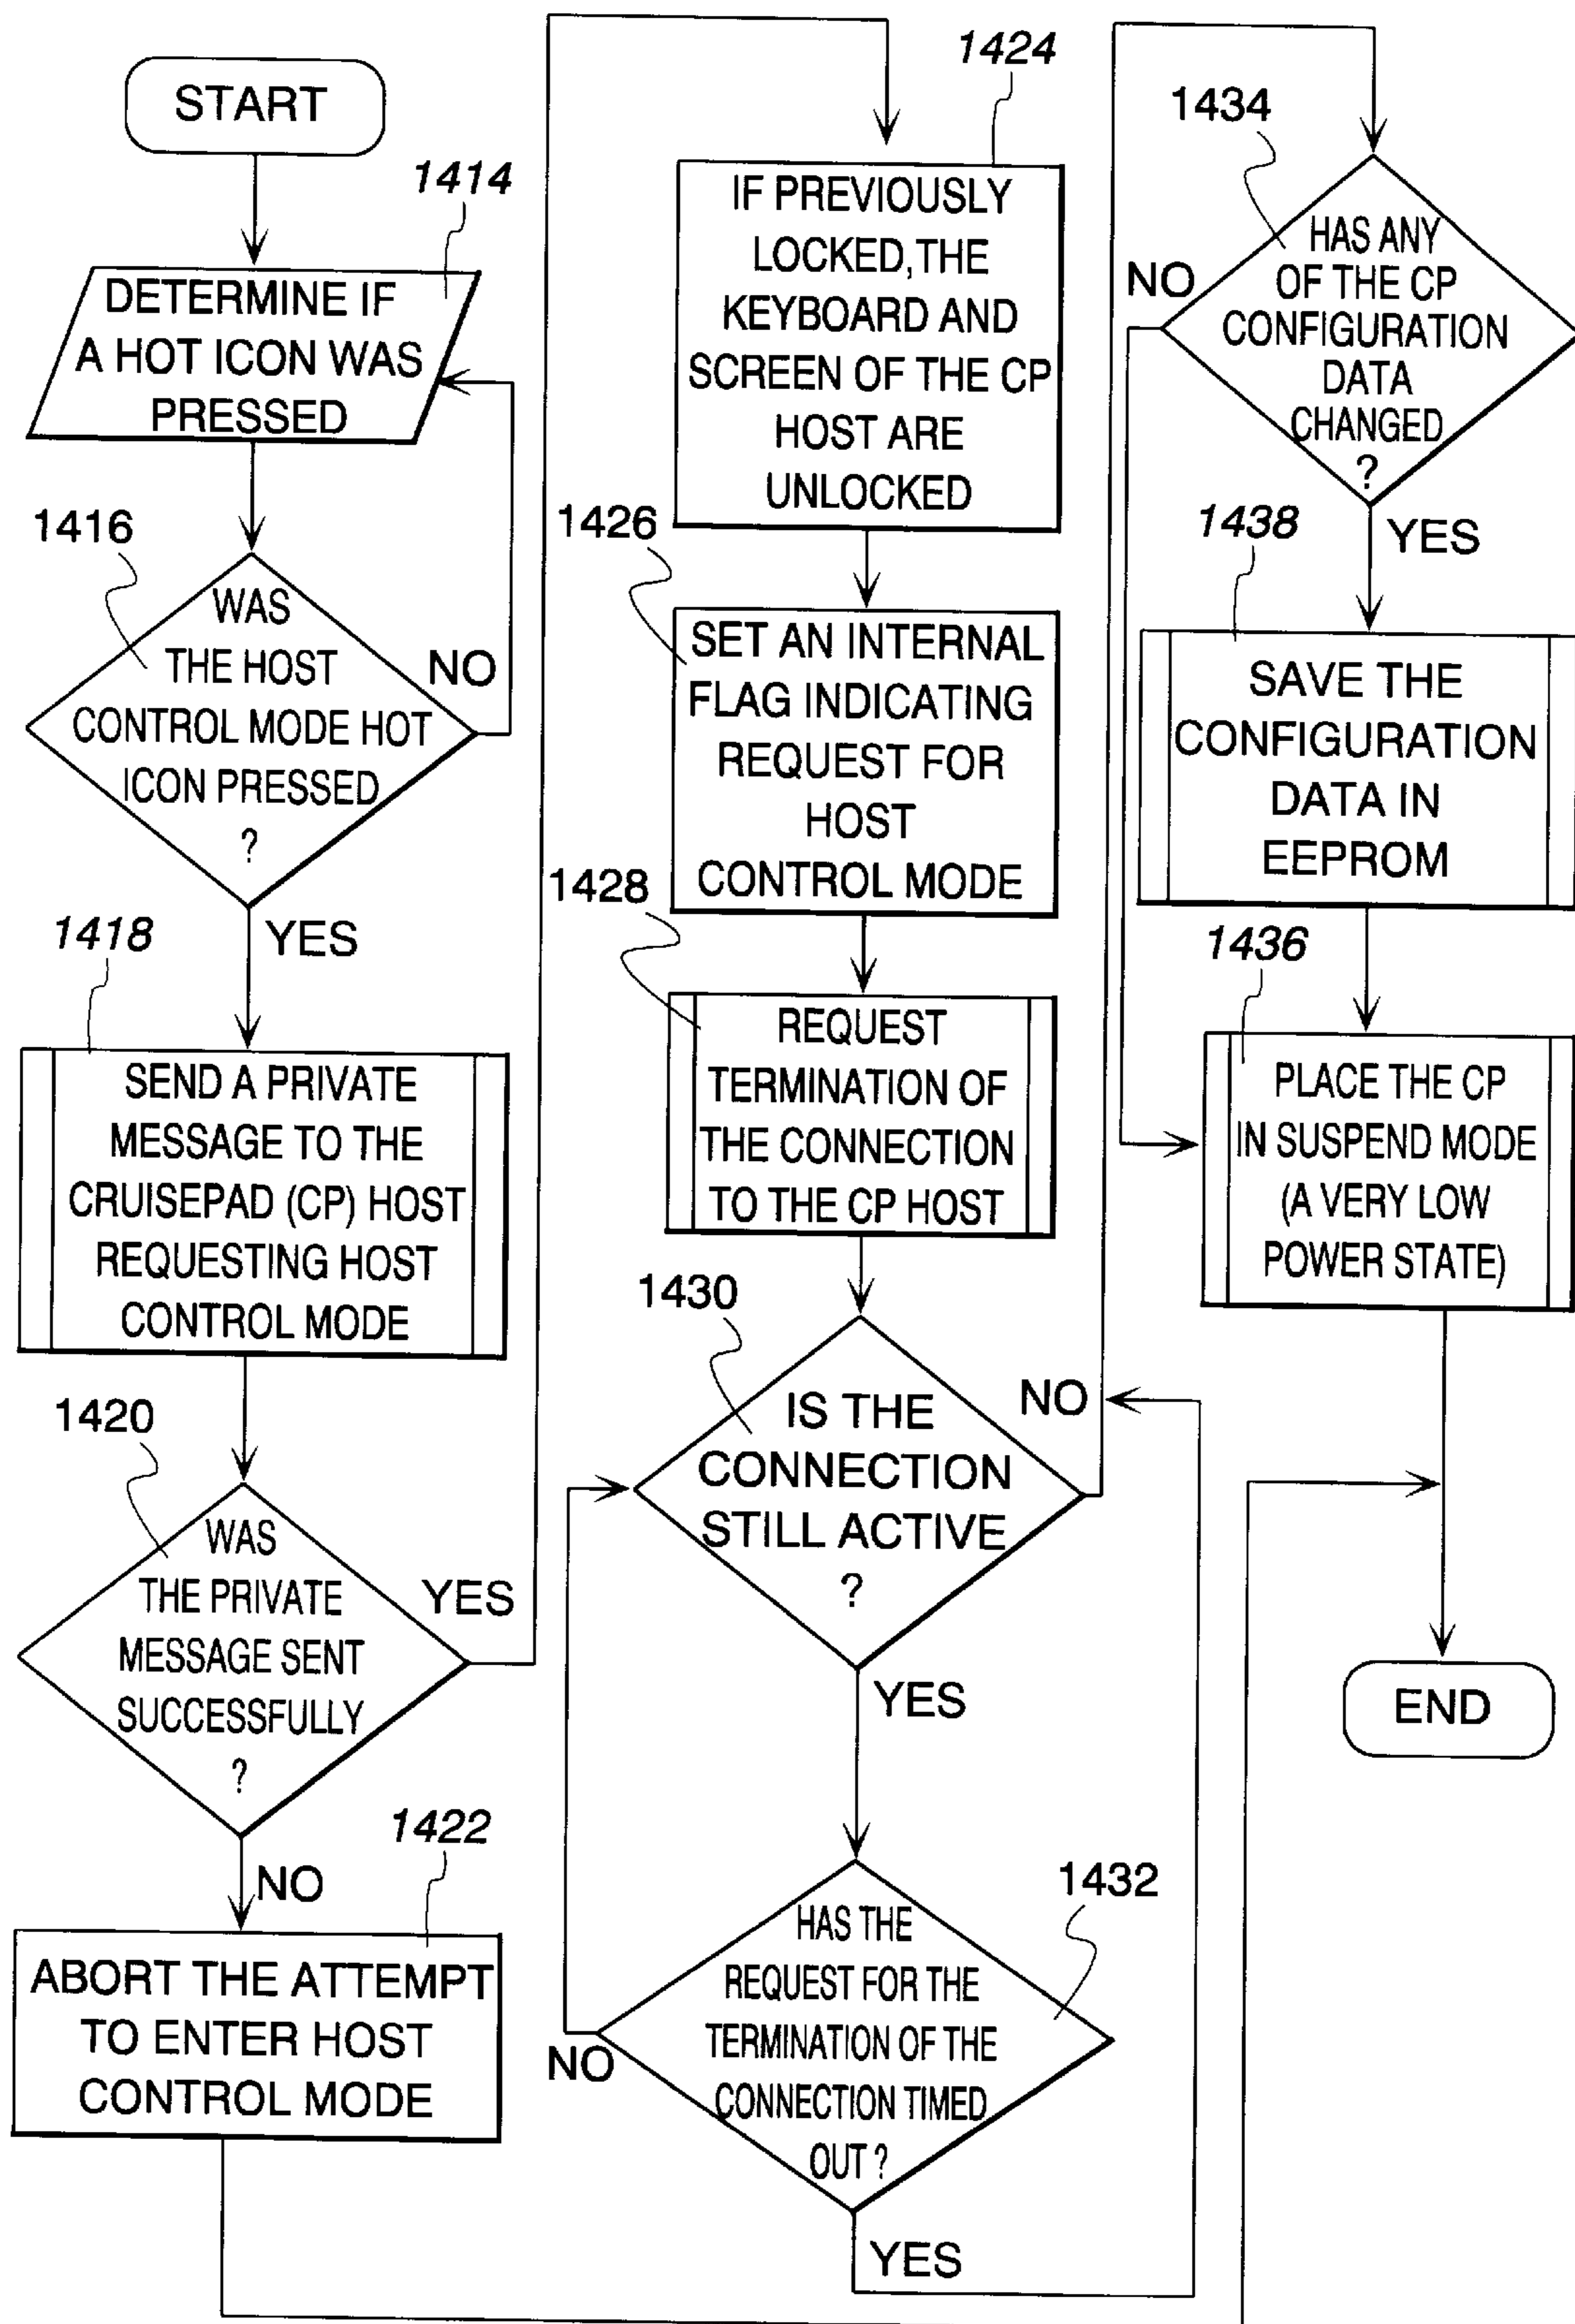 START
1414
DETERMINE IF
A HOT ICON WAS
PRESSED
1416
WAS
THE HOST
CONTROL MODE HOT
ICON PRESSED
?
NO
YES
1418
SEND A PRIVATE
MESSAGE TO THE
CRUISEPAD (CP) HOST
REQUESTING HOST
CONTROL MODE
1420
WAS
THE PRIVATE
MESSAGE SENT
SUCCESSFULLY
?
YES
NO
1422
ABORT THE ATTEMPT
TO ENTER HOST
CONTROL MODE
1424
IF PREVIOUSLY
LOCKED, THE
KEYBOARD AND
SCREEN OF THE CP
HOST ARE
UNLOCKED
1426
SET AN INTERNAL
FLAG INDICATING
REQUEST FOR
HOST
CONTROL MODE
1428
REQUEST
TERMINATION OF
THE CONNECTION
TO THE CP HOST
1430
IS THE
CONNECTION
STILL ACTIVE
?
NO
YES
1432
HAS THE
REQUEST FOR THE
TERMINATION OF THE
CONNECTION TIMED
OUT ?
NO
YES
1434
HAS ANY
OF THE CP
CONFIGURATION
DATA
CHANGED
?
NO
YES
1438
SAVE THE
CONFIGURATION
DATA IN
EEPROM
1436
PLACE THE CP
IN SUSPEND MODE
(A VERY LOW
POWER STATE)
END